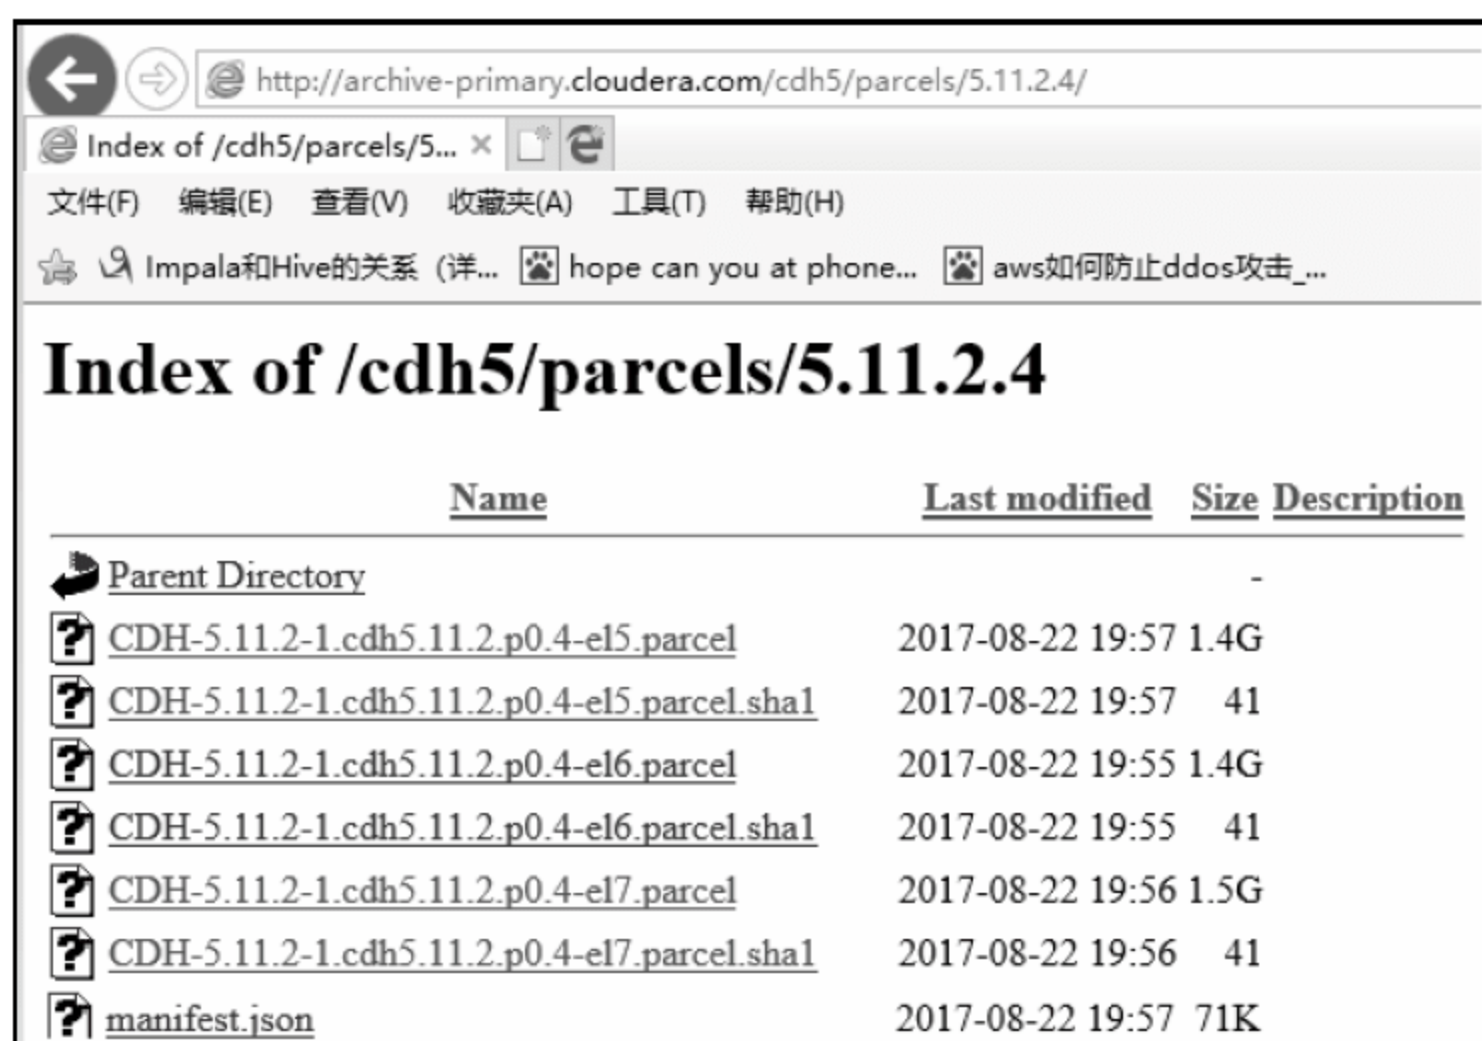 http://archive-primary.cloudera.com/cdh5/parcels/5.11.2.4/
Index of /cdh5/parcels/5... ×
文件(F) 编辑(E) 查看(V) 收藏夹(A) 工具(T) 帮助(H)
Impala和Hive的关系 (详... hope can you at phone... aws如何防止ddos攻击_...
Index of /cdh5/parcels/5.11.2.4
Name Last modified Size Description
Parent Directory -
CDH-5.11.2-1.cdh5.11.2.p0.4-el5.parcel 2017-08-22 19:57 1.4G
CDH-5.11.2-1.cdh5.11.2.p0.4-el5.parcel.sha1 2017-08-22 19:57 41
CDH-5.11.2-1.cdh5.11.2.p0.4-el6.parcel 2017-08-22 19:55 1.4G
CDH-5.11.2-1.cdh5.11.2.p0.4-el6.parcel.sha1 2017-08-22 19:55 41
CDH-5.11.2-1.cdh5.11.2.p0.4-el7.parcel 2017-08-22 19:56 1.5G
CDH-5.11.2-1.cdh5.11.2.p0.4-el7.parcel.sha1 2017-08-22 19:56 41
manifest.json 2017-08-22 19:57 71K